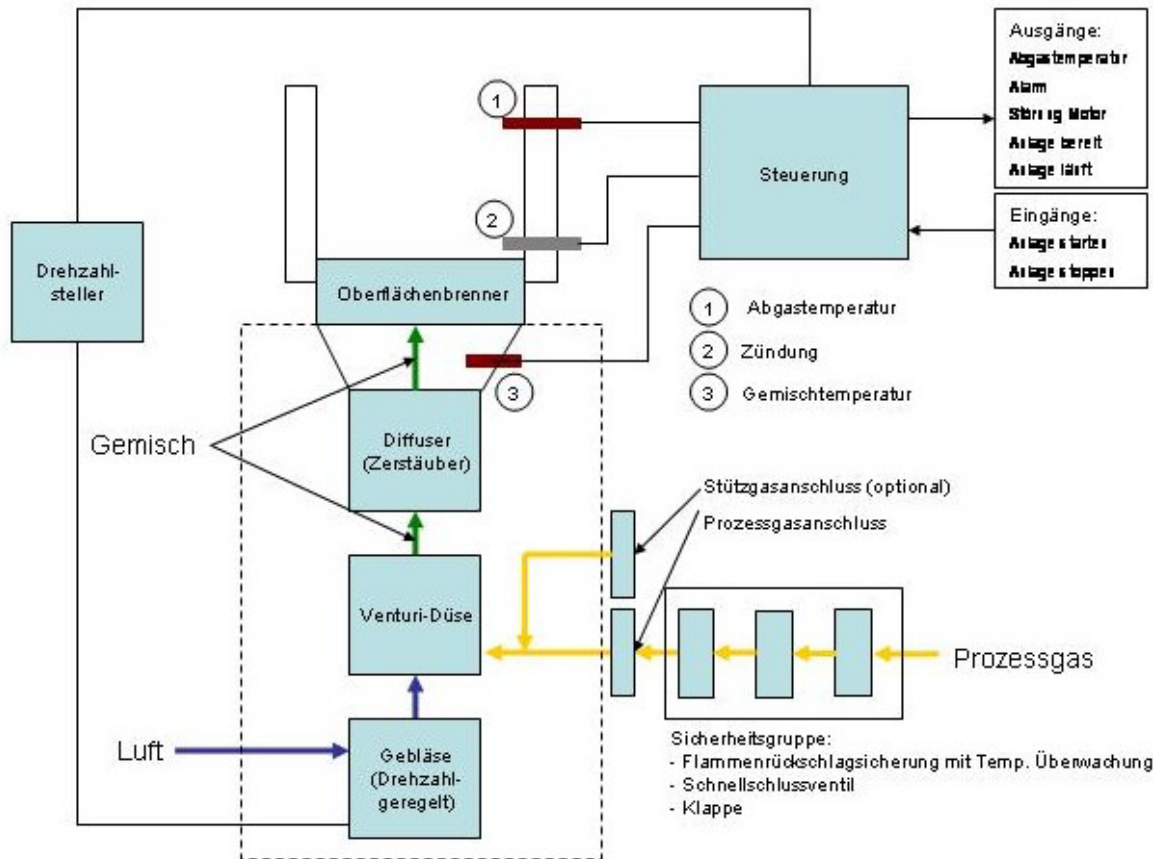 Ausgänge:
Abgastemperatur
Alarm
Störung Motor
Anlage bereit
Anlage läuft
1
2
Steuerung
Eingänge:
Anlage starten
Anlage stoppen
Drehzahl-
steller
Oberflächenbrenner
1 Abgastemperatur
2 Zündung
3 Gemischtemperatur
3
Gemisch
Diffuser
(Zerstäuber)
Stützgasanschluss (optional)
Prozessgasanschluss
Venturi-Düse
Prozessgas
Luft
Gebläse
(Drehzahl-
geregelt)
Sicherheitsgruppe:
- Flammenrückschlagsicherung mit Temp. Überwachung
- Schnellschlussventil
- Klappe